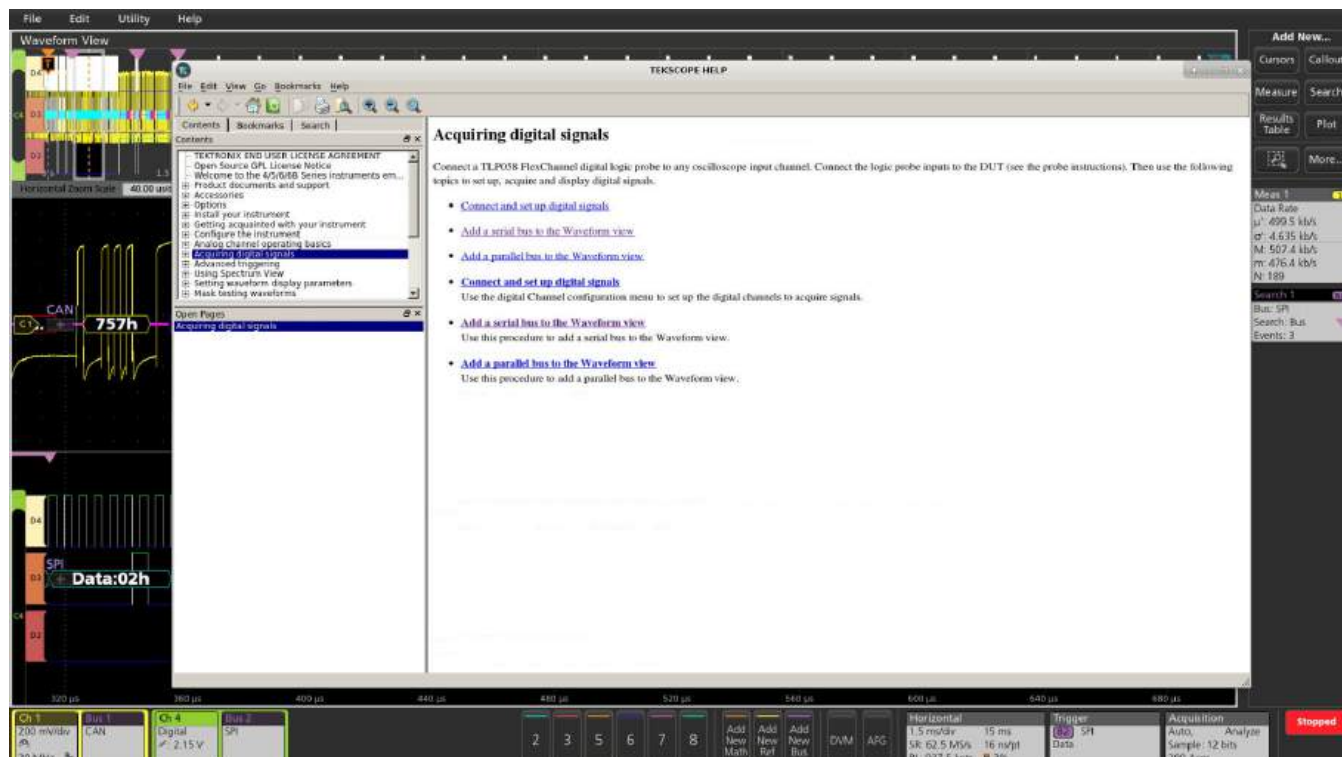 File Edit Utility Help
Waveform View
Add New...
TEKSCOPE HELP
Cursors Callout
File Edit View Go Bookmarks Help
Measure Search
Results Table Plot
More...
Contents Bookmarks Search
Contents
TEKTRONIX END USER LICENSE AGREEMENT
Open Source GPL License Notice
Welcome to the 4/5/6/6B Series instruments em...
Product documents and support
Accessories
Options
Install your instrument
Getting acquainted with your instrument
Configure the instrument
Analog channel operating basics
Acquiring digital signals
Advanced triggering
Using Spectrum View
Setting waveform display parameters
Mask testing waveforms
Open Pages
Acquiring digital signals
Acquiring digital signals
Connect a TLP058 FlexChannel digital logic probe to any oscilloscope input channel. Connect the logic probe inputs to the DUT (see the probe instructions). Then use the following
topics to set up, acquire and display digital signals.
Connect and set up digital signals
Add a serial bus to the Waveform view
Add a parallel bus to the Waveform view
Connect and set up digital signals
Use the digital Channel configuration menu to set up the digital channels to acquire signals.
Add a serial bus to the Waveform view
Use this procedure to add a serial bus to the Waveform view.
Add a parallel bus to the Waveform view
Use this procedure to add a parallel bus to the Waveform view.
Horizontal Zoom Scale 40.00 us
Meas 1
Data Rate
µ': 499.5 kb/s
σ': 4.635 kb/s
M: 507.4 kb/s
m: 476.4 kb/s
N: 189
Search 1
Bus: SPI
Search: Bus
Events: 3
CAN
C1 757h
D4
SPI
D3 Data:02h
D2
320 µs 360 µs 400 µs 440 µs 480 µs 520 µs 560 µs 600 µs 640 µs 680 µs
Ch 1
200 mV/div
Bus 1
CAN
Ch 4
Digital
2.15 V
Bus 2
SPI
2 3 5 6 7 8
Add New Math
Add New Ref
Add New Bus
DVM
AFG
Horizontal
1.5 ms/div 15 ms
SR: 62.5 MS/s 16 ns/pt
Trigger
B2 SPI
Data
Acquisition
Auto, Analyze
Sample: 12 bits
Stopped